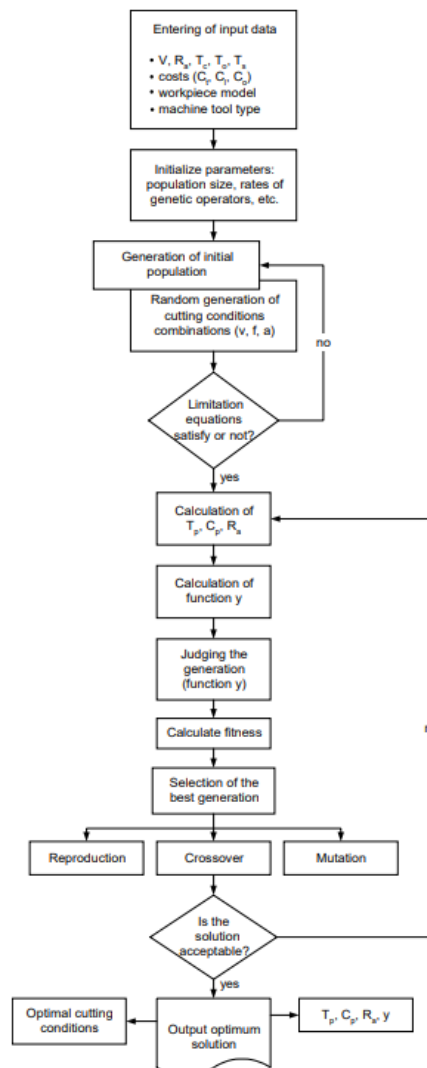 Entering of input data
• V, Rₐ, T꜀, Tₒ, Tₛ
• costs (Cₜ, Cₗ, Cₒ)
• workpiece model
• machine tool type
Initialize parameters:
population size, rates of
genetic operators, etc.
Generation of initial
population
Random generation of
cutting conditions
combinations (v, f, a)
no
Limitation
equations
satisfy or not?
yes
Calculation of
Tₚ, Cₚ, Rₐ
Calculation of
function y
Judging the
generation
(function y)
Calculate fitness
Selection of the
best generation
Reproduction
Crossover
Mutation
Is the
solution
acceptable?
yes
Optimal cutting
conditions
Output optimum
solution
Tₚ, Cₚ, Rₐ, y